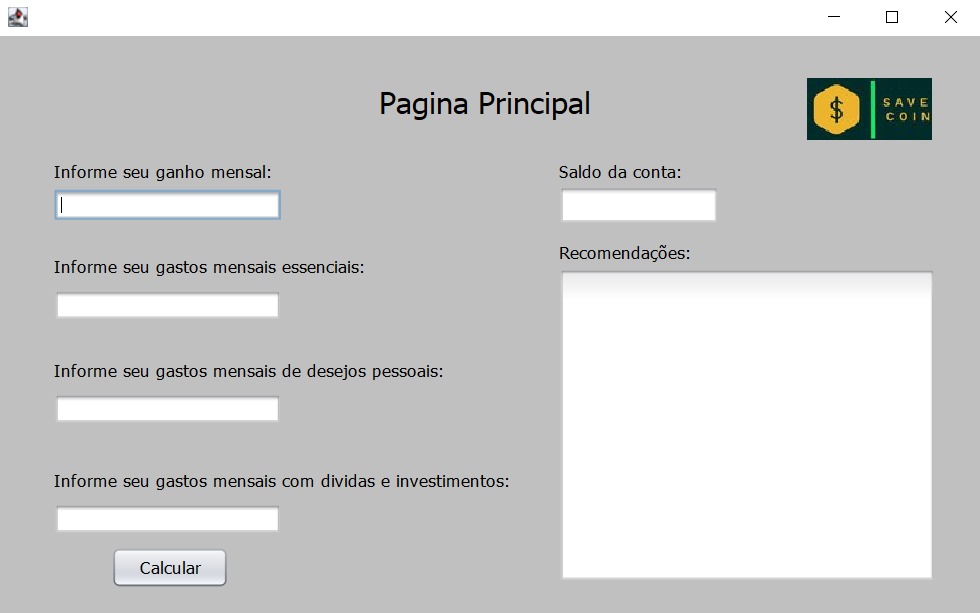 Pagina Principal
$ SAVE
COIN
Informe seu ganho mensal:
Saldo da conta:
Informe seu gastos mensais essenciais:
Recomendações:
Informe seu gastos mensais de desejos pessoais:
Informe seu gastos mensais com dividas e investimentos:
Calcular